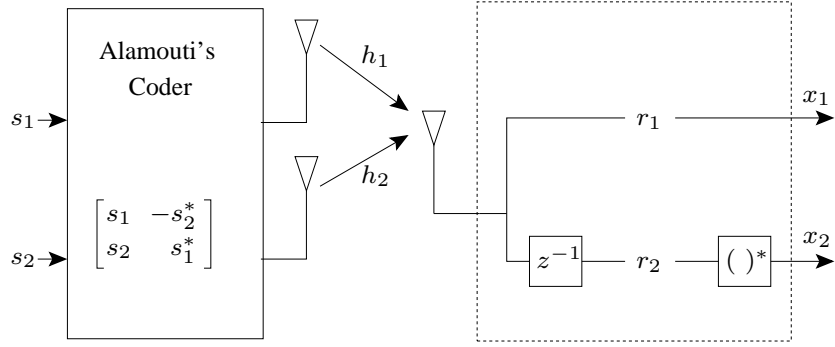 Alamouti's
Coder
h₁
x₁
s₁
r₁
h₂
[s₁ −s₂*
s₂ s₁*]
x₂
s₂
z⁻¹
r₂
( )*